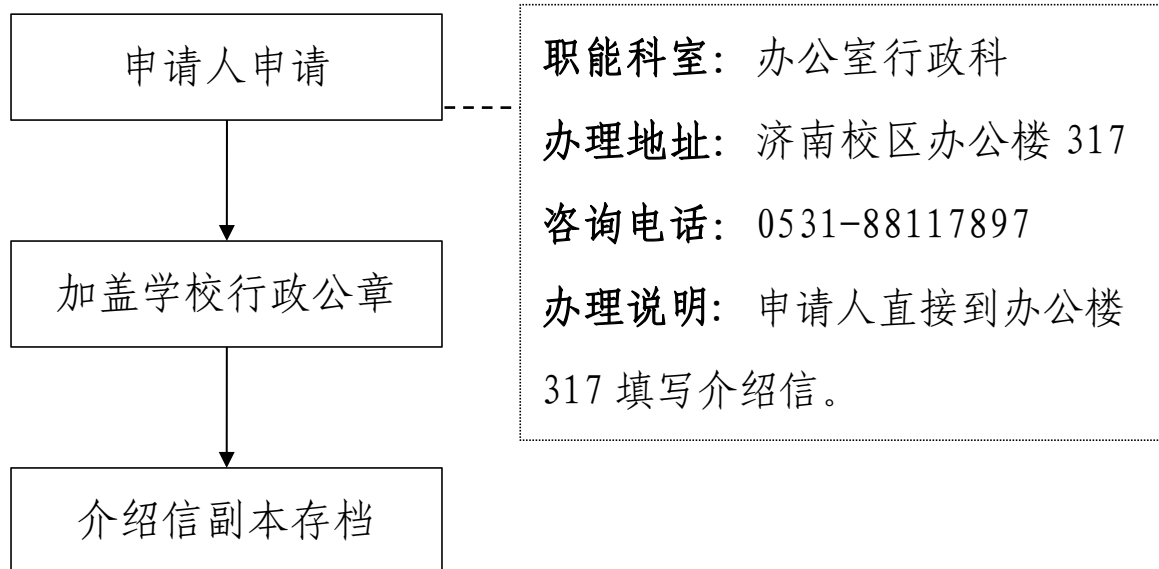 申请人申请
加盖学校行政公章
介绍信副本存档
职能科室：办公室行政科
办理地址：济南校区办公楼 317
咨询电话：0531-88117897
办理说明：申请人直接到办公楼
317 填写介绍信。